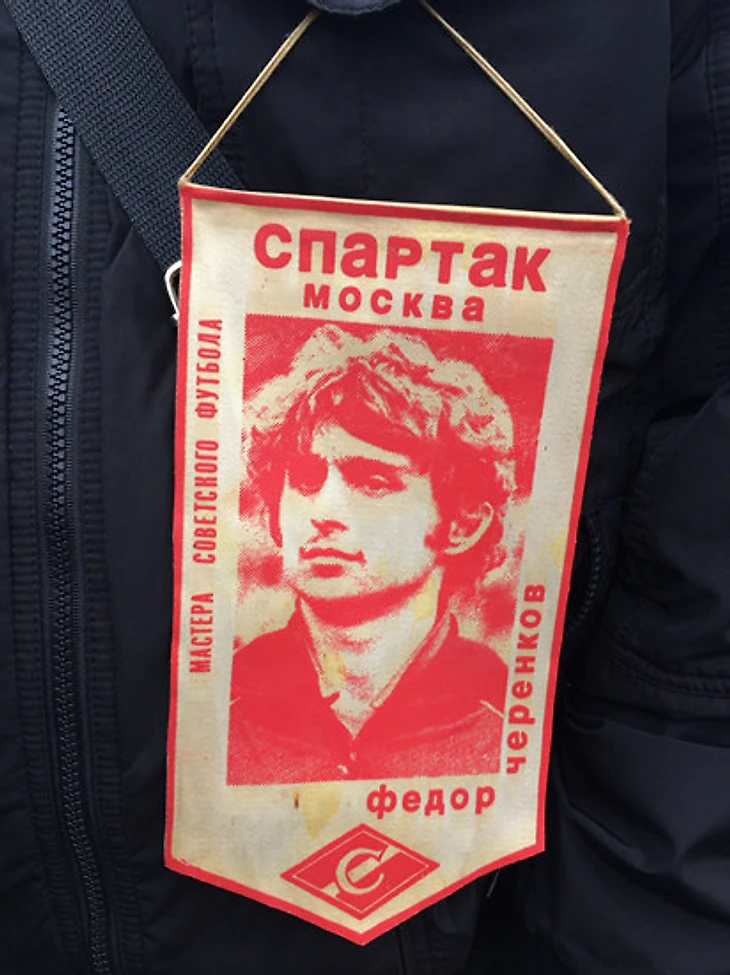 Спартак
Москва
МАСТЕРА СОВЕТСКОГО ФУТБОЛА
федор
черенков
С